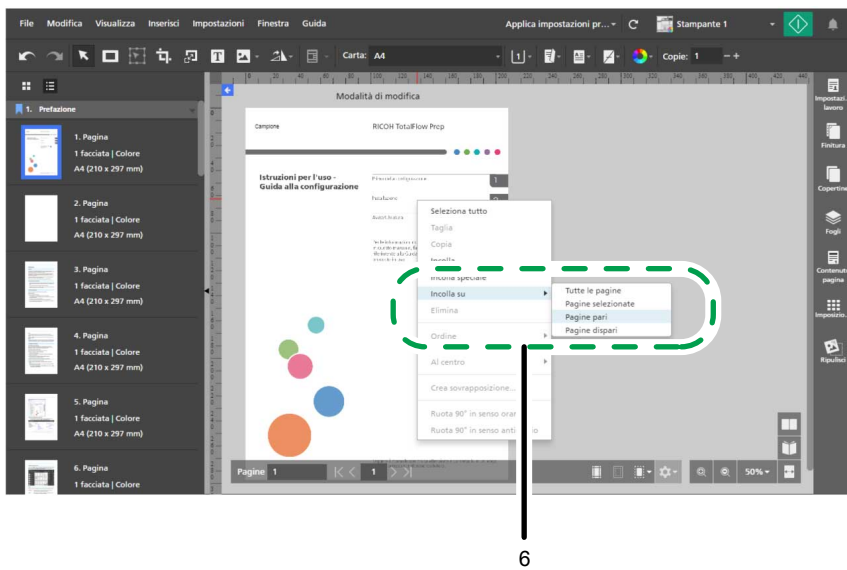 File Modifica Visualizza Inserisci Impostazioni Finestra Guida Applica impostazioni pr... Stampante 1
Carta: A4 Copie: 1
Modalità di modifica
1. Prefazione
1. Pagina
1 facciata | Colore
A4 (210 x 297 mm)
2. Pagina
1 facciata | Colore
A4 (210 x 297 mm)
3. Pagina
1 facciata | Colore
A4 (210 x 297 mm)
4. Pagina
1 facciata | Colore
A4 (210 x 297 mm)
5. Pagina
1 facciata | Colore
A4 (210 x 297 mm)
6. Pagina
1 facciata | Colore
Campione RICOH TotalFlow Prep
Istruzioni per l'uso -
Guida alla configurazione
1
Seleziona tutto
Taglia
Copia
Incolla
Incolla speciale
Incolla su
Elimina
Ordine
Al centro
Crea sovrapposizione...
Ruota 90° in senso orar
Ruota 90° in senso anti
Tutte le pagine
Pagine selezionate
Pagine pari
Pagine dispari
Impostazi.
lavoro
Finitura
Copertine
Fogli
Contenuto
pagina
Imposizio.
Ripulisci
Pagine 1 1 50%
6